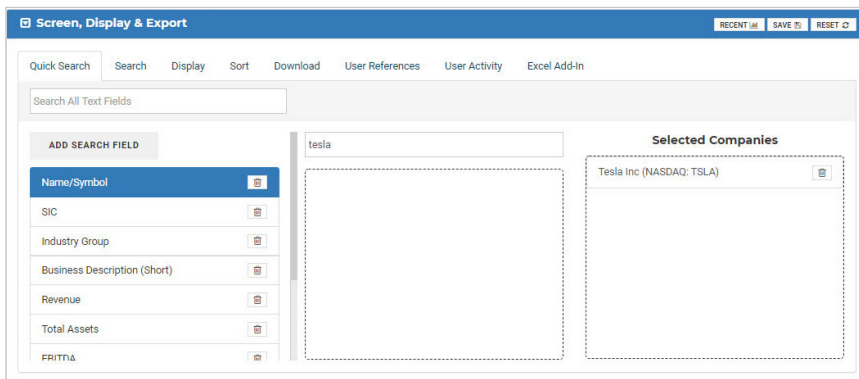 Screen, Display & Export
RECENT SAVE RESET
Quick Search Search Display Sort Download User References User Activity Excel Add-In
Search All Text Fields
ADD SEARCH FIELD
tesla
Selected Companies
Name/Symbol
Tesla Inc (NASDAQ: TSLA)
SIC
Industry Group
Business Description (Short)
Revenue
Total Assets
EBITDA